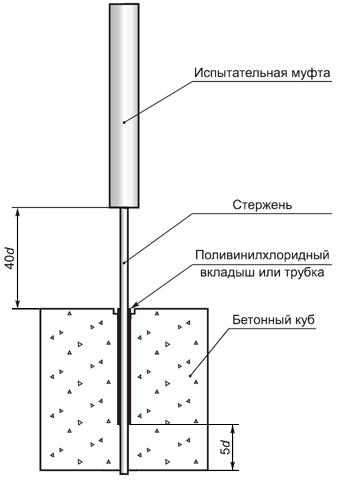 Испытательная муфта
Стержень
40d
Поливинилхлоридный
вкладыш или трубка
Бетонный куб
5d